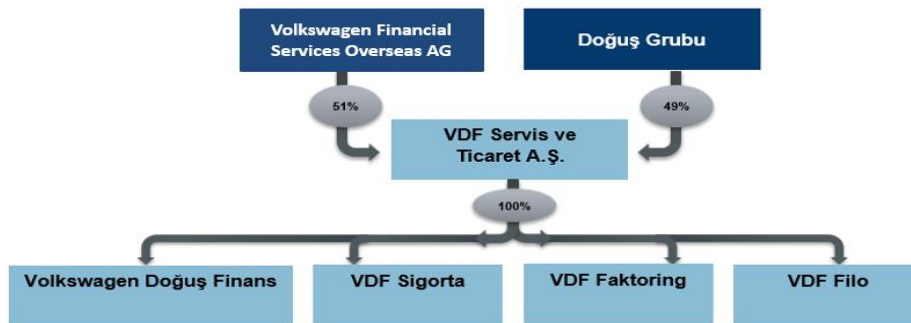 Volkswagen Financial
Services Overseas AG
Doğuş Grubu
51%
49%
VDF Servis ve
Ticaret A.Ş.
100%
Volkswagen Doğuş Finans
VDF Sigorta
VDF Faktoring
VDF Filo